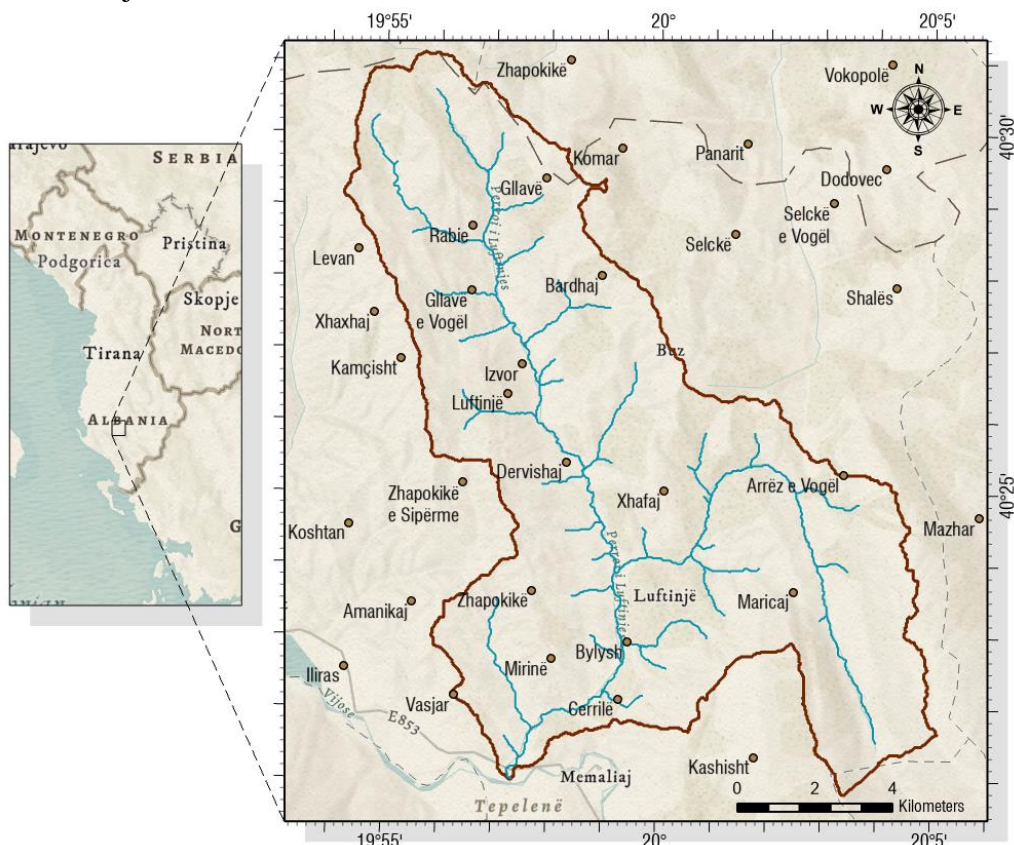 19°55'
20°
20°5'
SERBIA
MONTENEGRO
Podgorica
Pristina
Skopje
NORT
MACEDO
Tirana
ALBANIA
G
N
W
E
S
Zhapokikë
Vokopolë
Komar
Panarit
40°30'
Gllavë
Dodovec
Selckë
e Vogël
Rabie
Selckë
Levan
Bardhaj
Gllave
e Vogël
Shalës
Xhaxhaj
Buz
Kamçisht
Izvor
Luftinjë
Dervishaj
Arrëz e Vogël
Zhapokikë
e Sipërme
Xhafaj
40°25'
Koshtan
Mazhar
Zhapokikë
Luftinjë
Maricaj
Amanikaj
Bylysh
Mirinë
Iliras
Vasjar
Cerrilë
Vijose
E853
Memaliaj
Kashisht
Tepelenë
0 2 4
Kilometers
19°55'
20°
20°5'